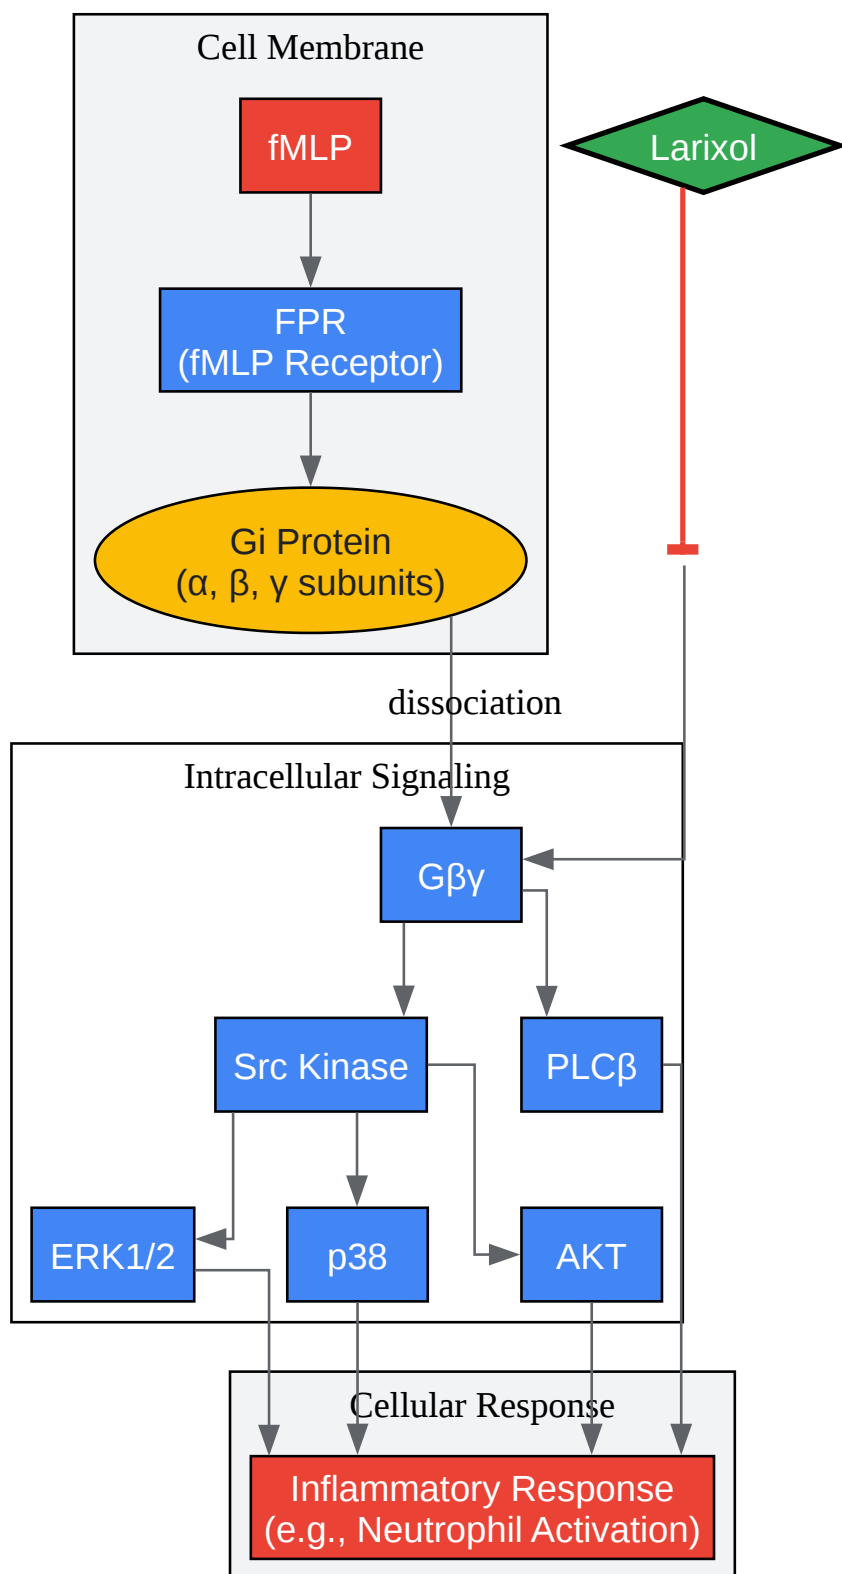 Cell Membrane
fMLP
Larixol
FPR
(fMLP Receptor)
Gi Protein
(α, β, γ subunits)
dissociation
Intracellular Signaling
Gβγ
Src Kinase
PLCβ
ERK1/2
p38
AKT
Cellular Response
Inflammatory Response
(e.g., Neutrophil Activation)